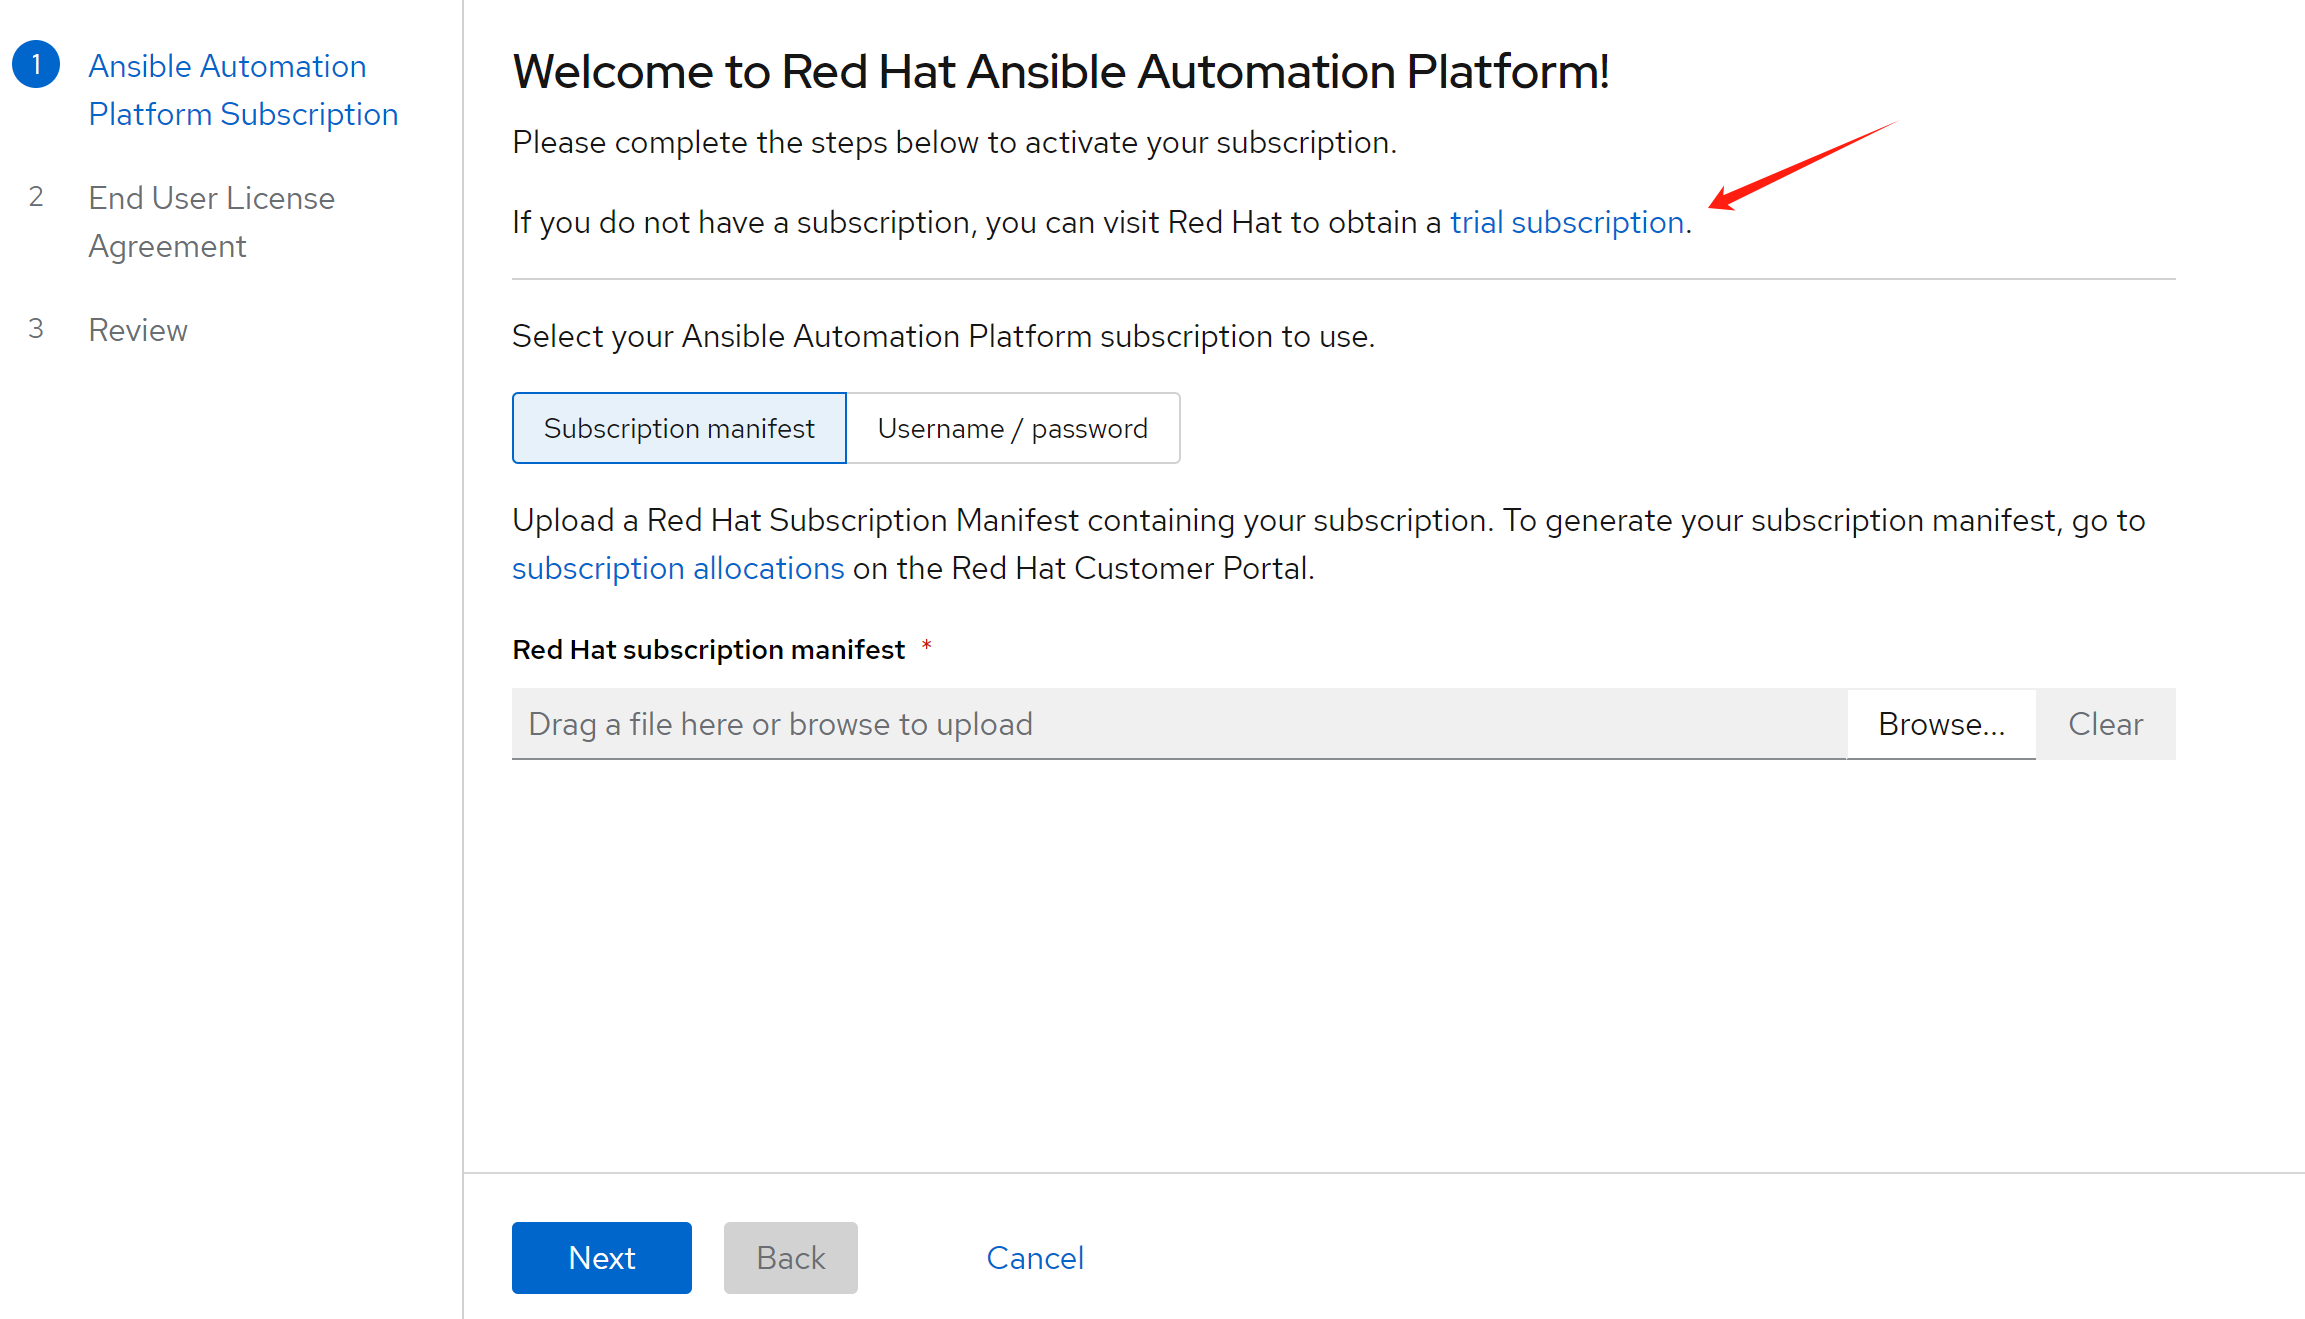 1 Ansible Automation
Platform Subscription
2 End User License
Agreement
3 Review
Welcome to Red Hat Ansible Automation Platform!
Please complete the steps below to activate your subscription.
If you do not have a subscription, you can visit Red Hat to obtain a trial subscription.
Select your Ansible Automation Platform subscription to use.
Subscription manifest Username / password
Upload a Red Hat Subscription Manifest containing your subscription. To generate your subscription manifest, go to
subscription allocations on the Red Hat Customer Portal.
Red Hat subscription manifest *
Drag a file here or browse to upload Browse... Clear
Next Back Cancel